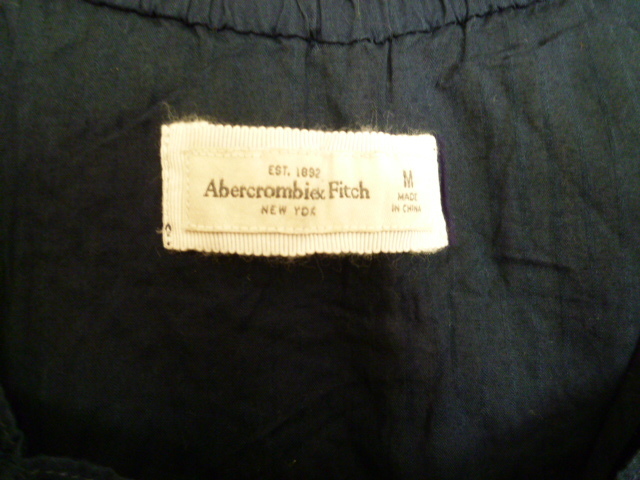 EST. 1892
Abercrombie & Fitch
NEW YORK
M
MADE
IN CHINA